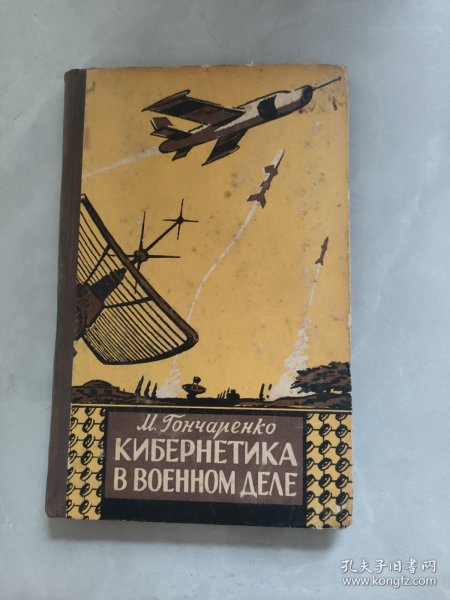 М. Гончаренко
КИБЕРНЕТИКА
В ВОЕННОМ ДЕЛЕ
孔夫子旧书网
www.kongfz.com